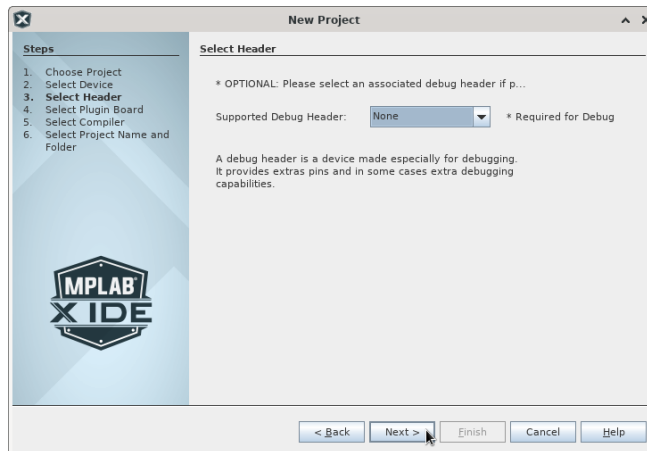 New Project
Steps
1. Choose Project
2. Select Device
3. Select Header
4. Select Plugin Board
5. Select Compiler
6. Select Project Name and
Folder
MPLAB
X IDE
Select Header
* OPTIONAL: Please select an associated debug header if p...
Supported Debug Header: None * Required for Debug
A debug header is a device made especially for debugging.
It provides extras pins and in some cases extra debugging
capabilities.
< Back Next > Finish Cancel Help